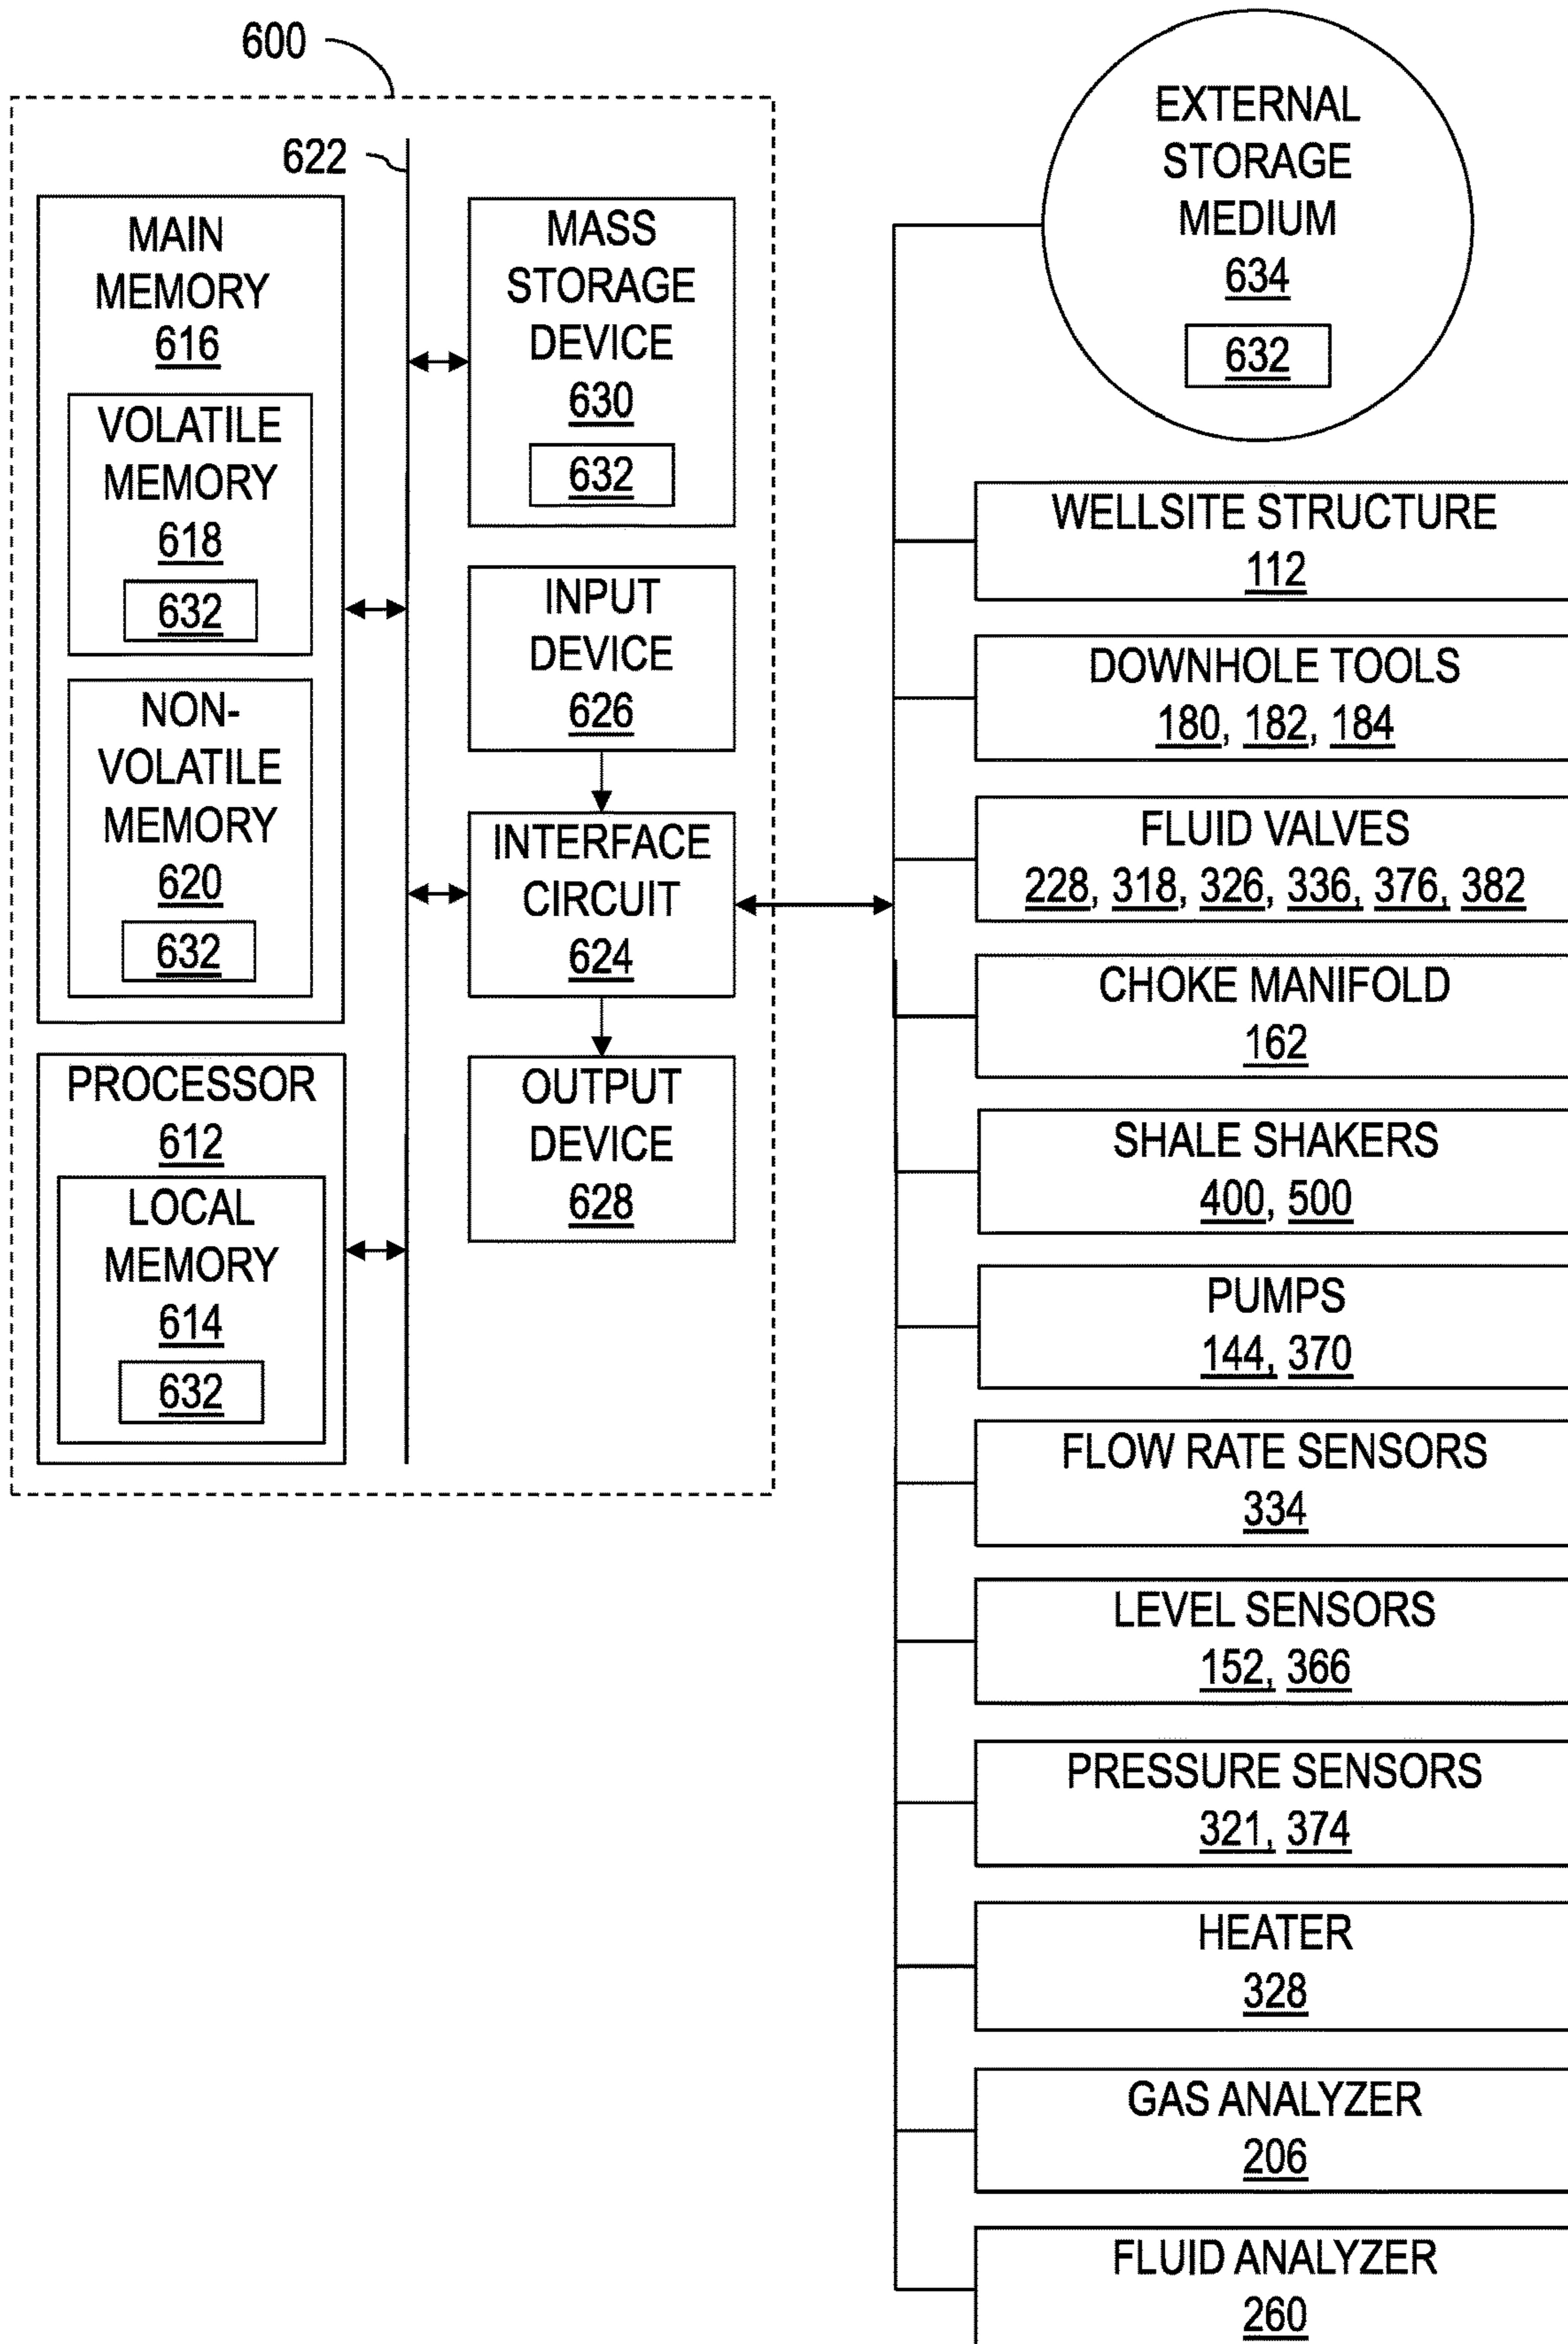 600
622
MAIN
MEMORY
616
VOLATILE
MEMORY
618
632
NON-
VOLATILE
MEMORY
620
632
PROCESSOR
612
LOCAL
MEMORY
614
632
MASS
STORAGE
DEVICE
630
632
INPUT
DEVICE
626
INTERFACE
CIRCUIT
624
OUTPUT
DEVICE
628
EXTERNAL
STORAGE
MEDIUM
634
632
WELLSITE STRUCTURE
112
DOWNHOLE TOOLS
180, 182, 184
FLUID VALVES
228, 318, 326, 336, 376, 382
CHOKE MANIFOLD
162
SHALE SHAKERS
400, 500
PUMPS
144, 370
FLOW RATE SENSORS
334
LEVEL SENSORS
152, 366
PRESSURE SENSORS
321, 374
HEATER
328
GAS ANALYZER
206
FLUID ANALYZER
260